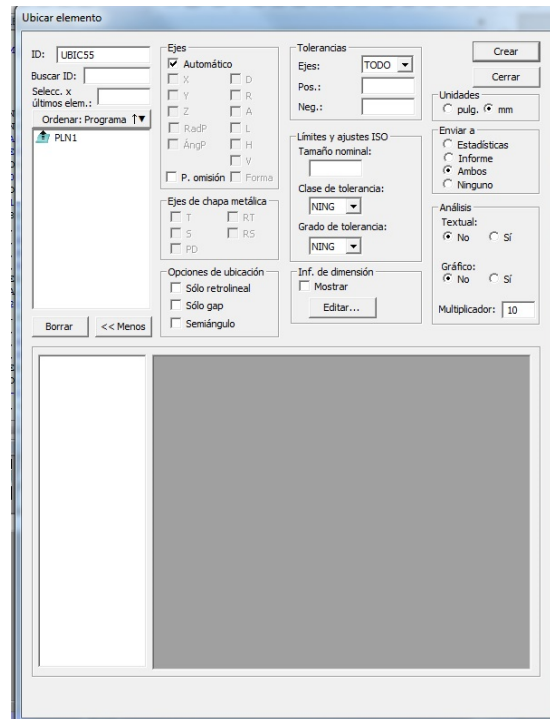 Ubicar elemento
ID: UBIC55
Buscar ID:
Selecc. x
últimos elem.:
Ordenar: Programa
PLN1
Borrar
<< Menos
Ejes
Automático
X
D
Y
R
Z
A
RadP
L
ÁngP
H
V
P. omisión
Forma
Ejes de chapa metálica
T
RT
S
RS
PD
Opciones de ubicación
Sólo retrolineal
Sólo gap
Semiángulo
Tolerancias
Ejes: TODO
Pos.:
Neg.:
Límites y ajustes ISO
Tamaño nominal:
Clase de tolerancia:
NING
Grado de tolerancia:
NING
Inf. de dimensión
Mostrar
Editar...
Crear
Cerrar
Unidades
pulg.
mm
Enviar a
Estadísticas
Informe
Ambos
Ninguno
Análisis
Textual:
No
Sí
Gráfico:
No
Sí
Multiplicador: 10